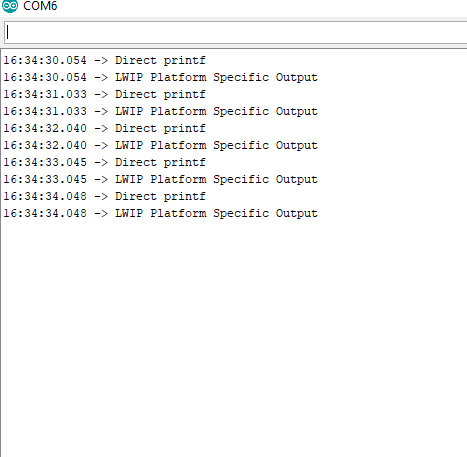 COM6
16:34:30.054 -> Direct printf
16:34:30.054 -> LWIP Platform Specific Output
16:34:31.033 -> Direct printf
16:34:31.033 -> LWIP Platform Specific Output
16:34:32.040 -> Direct printf
16:34:32.040 -> LWIP Platform Specific Output
16:34:33.045 -> Direct printf
16:34:33.045 -> LWIP Platform Specific Output
16:34:34.048 -> Direct printf
16:34:34.048 -> LWIP Platform Specific Output